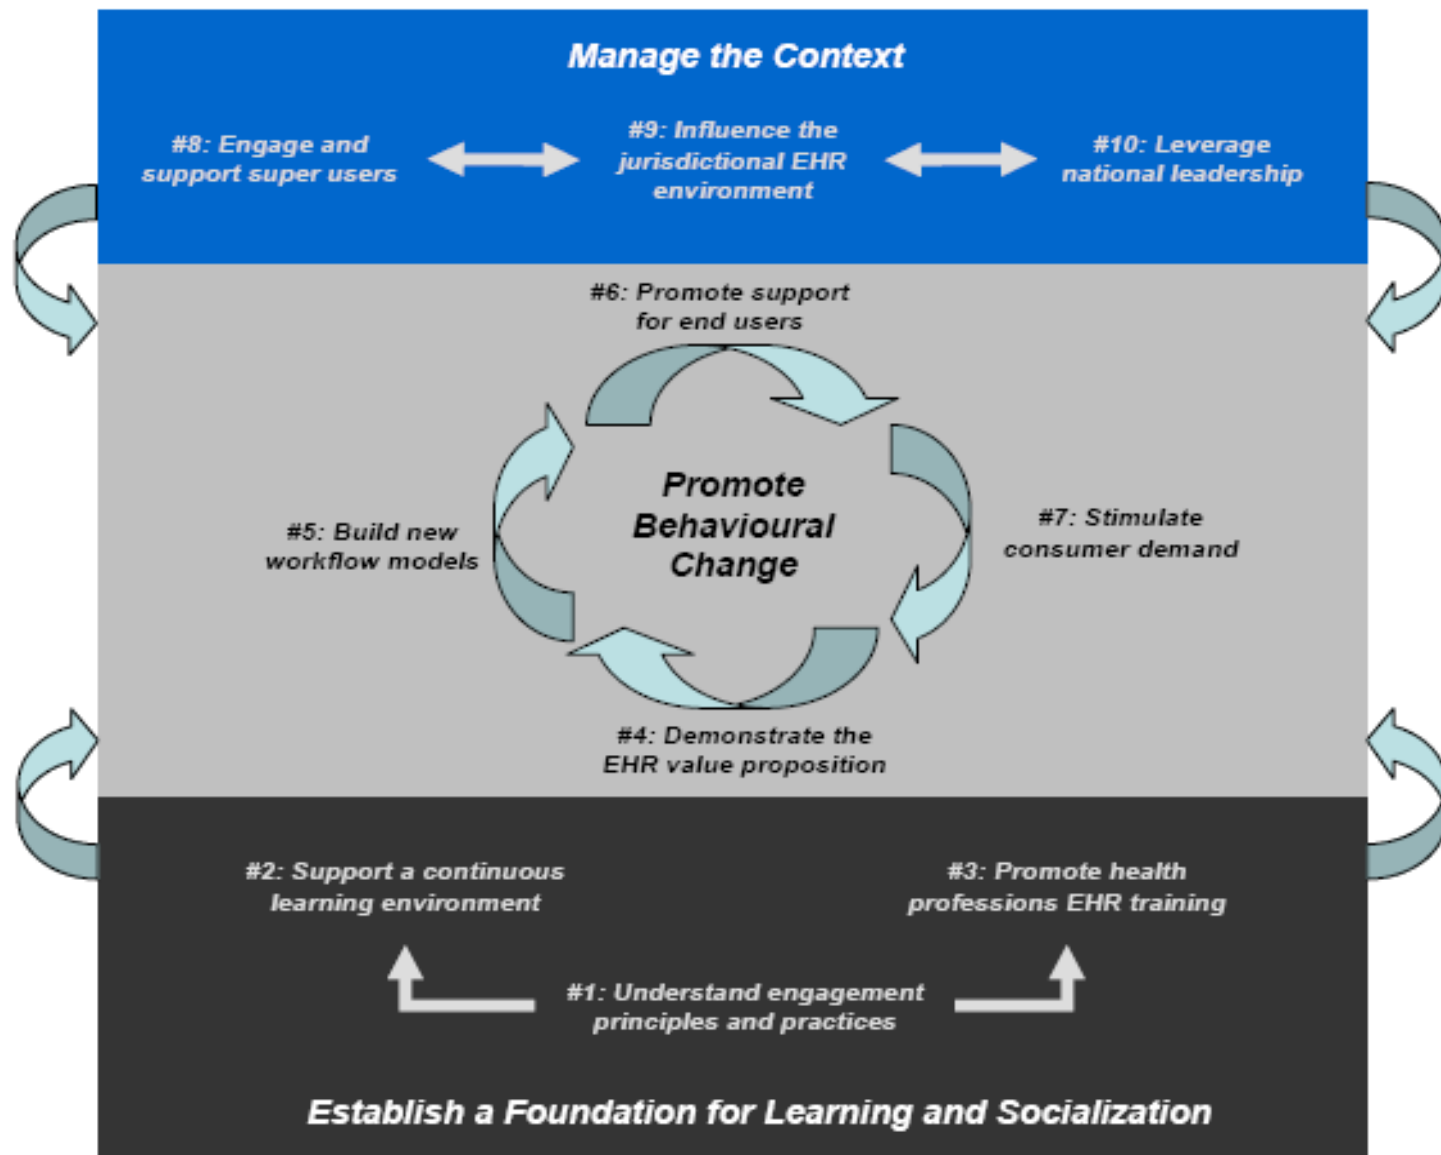 Manage the Context
#8: Engage and
support super users
#9: Influence the
jurisdictional EHR
environment
#10: Leverage
national leadership
#6: Promote support
for end users
#5: Build new
workflow models
Promote
Behavioural
Change
#7: Stimulate
consumer demand
#4: Demonstrate the
EHR value proposition
#2: Support a continuous
learning environment
#3: Promote health
professions EHR training
#1: Understand engagement
principles and practices
Establish a Foundation for Learning and Socialization